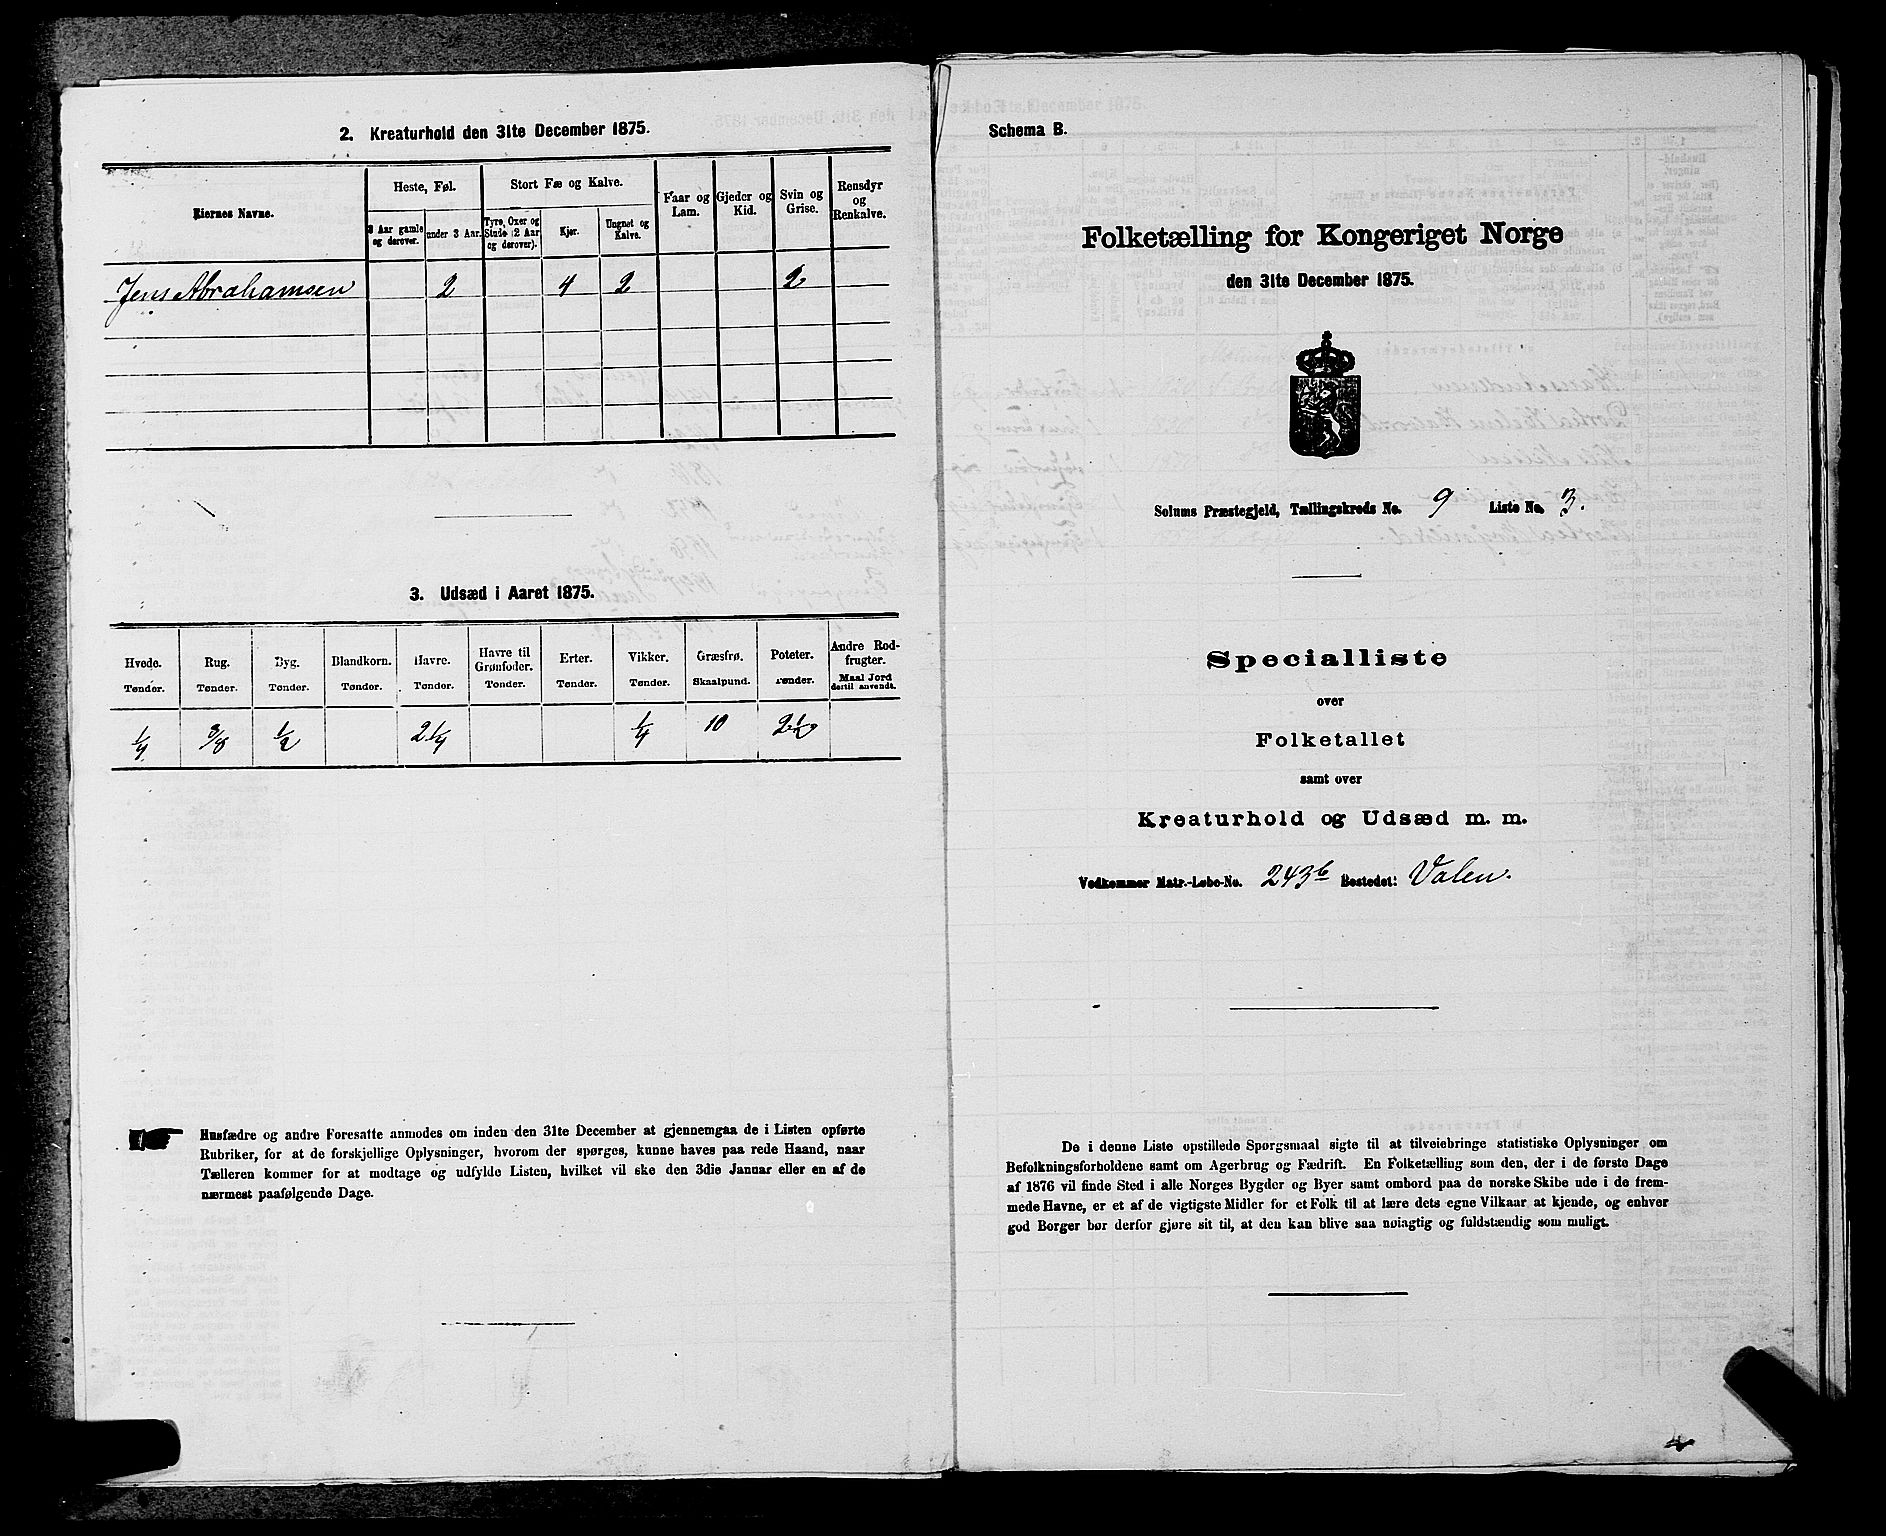 2. Kreaturhold den 31te December 1875.
Eiernes Navne.
Heste, Føl.
Stort Fæ og Kalve.
Faar og Lam.
Gjeder og Kid.
Svin og Grise.
Rensdyr og Renkalve.
3 Aar gamle og derover.
under 3 Aar.
Tyre, Oxer og Stude (2 Aar og derover).
Kjør.
Ungnet og Kalve.
Jens Abrahamsen 2 4 2 2
3. Udsæd i Aaret 1875.
Hvede. Rug. Byg. Blandkorn. Havre. Havre til Grønfoder. Erter. Vikker. Græsfrø. Poteter. Andre Rodfrugter.
Tønder. Tønder. Tønder. Tønder. Tønder. Tønder. Tønder. Tønder. Skaalpund. Tønder. Maal Jord dertil anvendt.
1/4 3/8 1/2 2 1/4 1/4 10 2 1/2
Husfædre og andre Foresatte anmodes om inden den 31te December at gjennemgaa de i Listen opførte
Rubriker, for at de forskjellige Oplysninger, hvorom der spørges, kunne haves paa rede Haand, naar
Tælleren kommer for at modtage og udfylde Listen, hvilket vil ske den 3die Januar eller en af de
nærmest paafølgende Dage.
Schema B.
Folketælling for Kongeriget Norge
den 31te December 1875.
Solums Præstegjeld, Tællingskreds No. 9 Liste No. 3.
Specialliste
over
Folketallet
samt over
Kreaturhold og Udsæd m. m.
Vedkommer Matr.-Løbe-No. 243b Bostedet: Valen.
De i denne Liste opstillede Spørgsmaal sigte til at tilveiebringe statistiske Oplysninger om
Befolkningsforholdene samt om Agerbrug og Fædrift. En Folketælling som den, der i de første Dage
af 1876 vil finde Sted i alle Norges Bygder og Byer samt ombord paa de norske Skibe ude i de frem-
mede Havne, er et af de vigtigste Midler for et Folk til at lære dets egne Vilkaar at kjende, og enhver
god Borger bør derfor gjøre sit til, at den kan blive saa nøiagtig og fuldstændig som muligt.